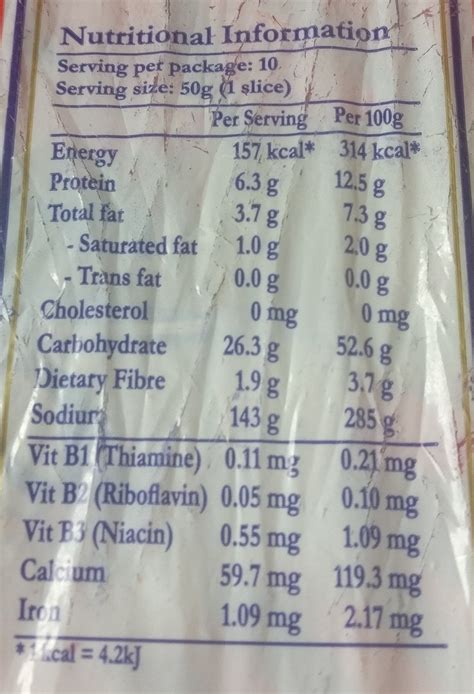 Nutritional Information
Serving per package: 10
Serving size: 50g (1 slice)
Per Serving Per 100g
Energy 157 kcal* 314 kcal*
Protein 6.3 g 12.5 g
Total fat 3.7 g 7.3 g
- Saturated fat 1.0 g 2.0 g
- Trans fat 0.0 g 0.0 g
Cholesterol 0 mg 0 mg
Carbohydrate 26.3 g 52.6 g
Dietary Fibre 1.9 g 3.7 g
Sodium 143 g 285 g
Vit B1 (Thiamine) 0.11 mg 0.21 mg
Vit B2 (Riboflavin) 0.05 mg 0.10 mg
Vit B3 (Niacin) 0.55 mg 1.09 mg
Calcium 59.7 mg 119.3 mg
Iron 1.09 mg 2.17 mg
* 1 kcal = 4.2kJ